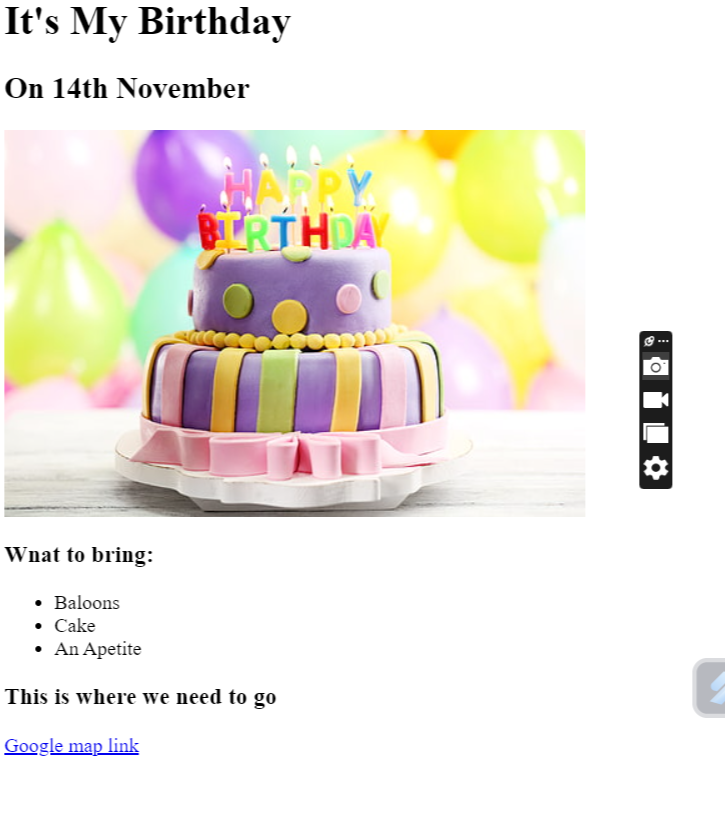 It's My Birthday
On 14th November
HAPPY
BIRTHDAY
Wnat to bring:
Baloons
Cake
An Apetite
This is where we need to go
Google map link